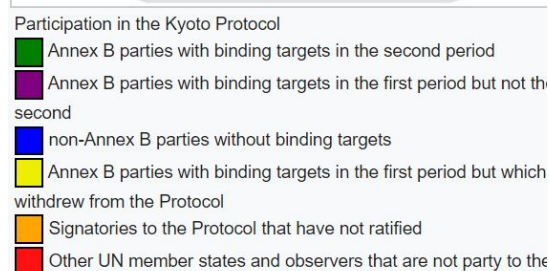 Participation in the Kyoto Protocol
Annex B parties with binding targets in the second period
Annex B parties with binding targets in the first period but not the
second
non-Annex B parties without binding targets
Annex B parties with binding targets in the first period but which
withdrew from the Protocol
Signatories to the Protocol that have not ratified
Other UN member states and observers that are not party to the